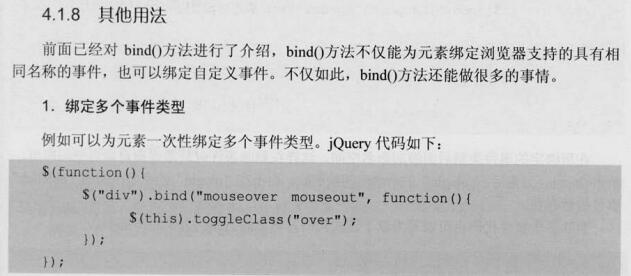 4.1.8 其他用法
前面已经对 bind()方法进行了介绍，bind()方法不仅能为元素绑定浏览器支持的具有相
同名称的事件，也可以绑定自定义事件。不仅如此，bind()方法还能做很多的事情。
1. 绑定多个事件类型
例如可以为元素一次性绑定多个事件类型。jQuery 代码如下：
$(function(){
$("div").bind("mouseover mouseout", function(){
$(this).toggleClass("over");
});
});